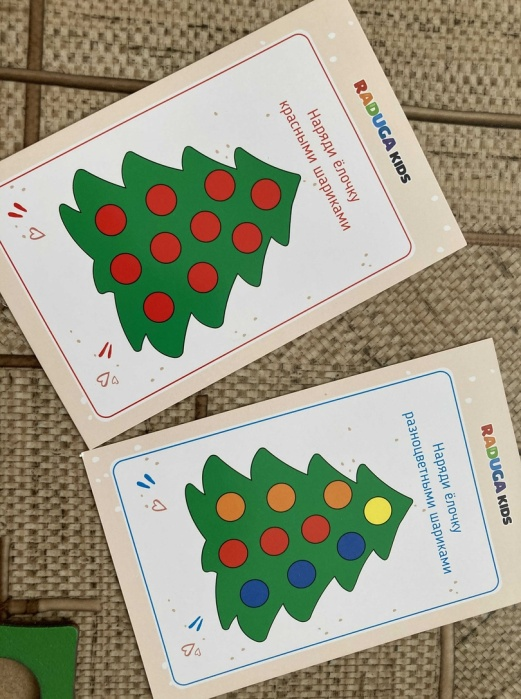 RADUGA KIDS
Наряди ёлочку
красными шариками
RADUGA KIDS
Наряди ёлочку
разноцветными шариками